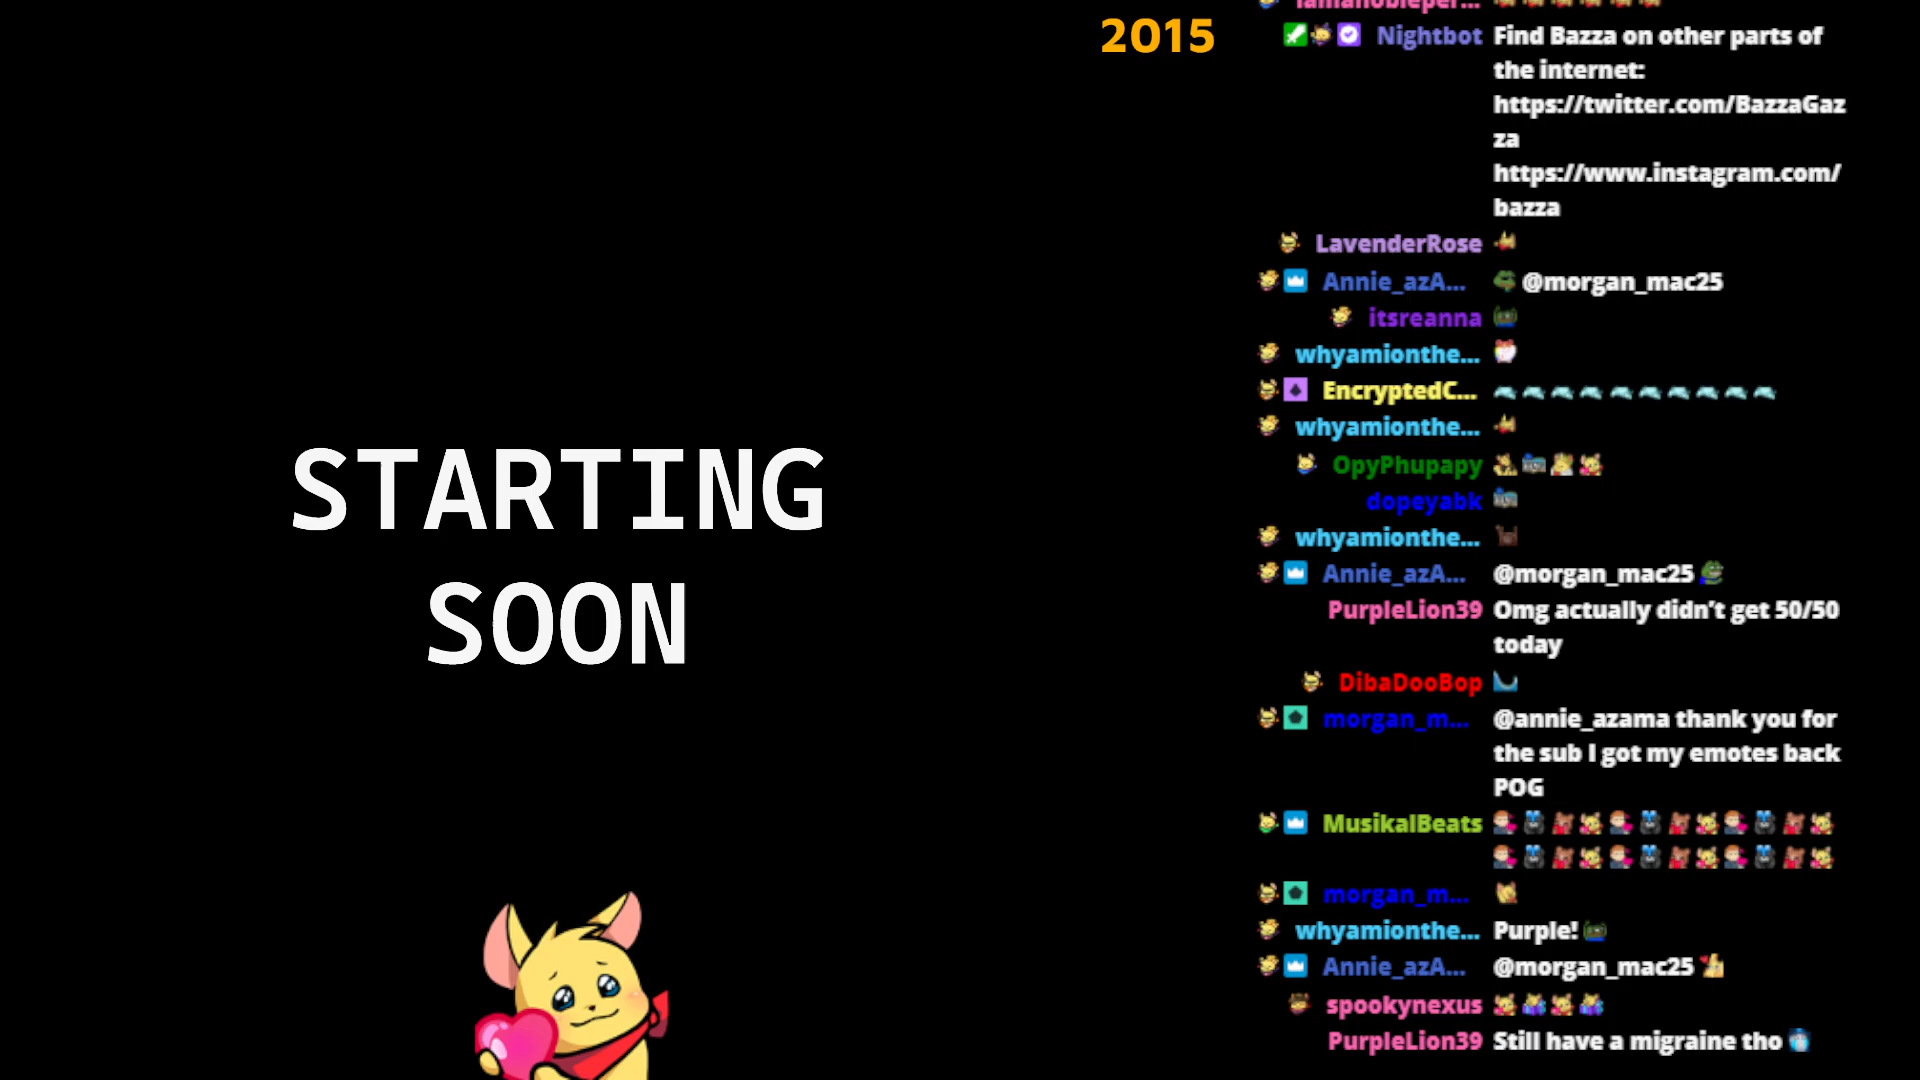 2015
STARTING
SOON
Iamanobleper...
Nightbot Find Bazza on other parts of
the internet:
https://twitter.com/BazzaGaz
za
https://www.instagram.com/
bazza
LavenderRose
Annie_azA... @morgan_mac25
itsreanna
whyamionthe...
EncryptedC...
whyamionthe...
OpyPhupapy
dopeyabk
whyamionthe...
Annie_azA... @morgan_mac25
PurpleLion39 Omg actually didn't get 50/50
today
DibaDooBop
morgan_m... @annie_azama thank you for
the sub I got my emotes back
POG
MusikalBeats
morgan_m...
whyamionthe... Purple!
Annie_azA... @morgan_mac25
spookynexus
PurpleLion39 Still have a migraine tho